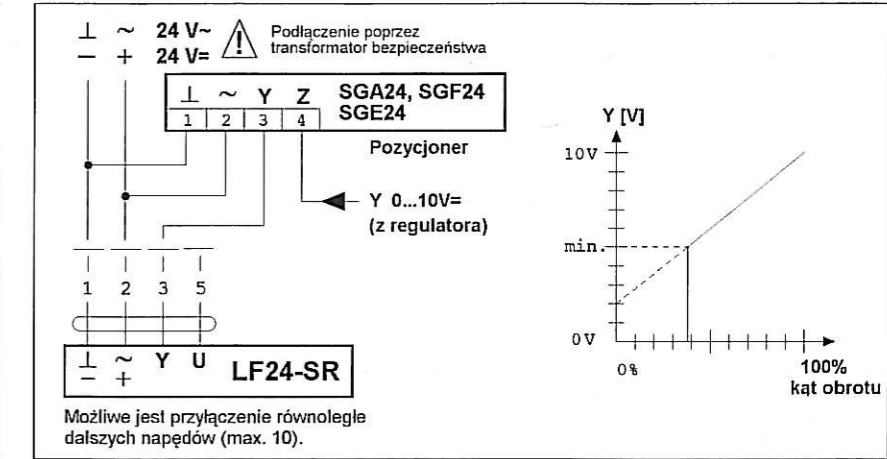 ⊥ ~ 24 V~
− + 24 V=
Podłączenie poprzez
transformator bezpieczeństwa
⊥ ~ Y Z
1 2 3 4
SGA24, SGF24
SGE24
Pozycjoner
Y 0...10V=
(z regulatora)
1 2 3 5
⊥ ~ Y U
− +
LF24-SR
Możliwe jest przyłączenie równoległe
dalszych napędów (max. 10).
Y [V]
10V
min.
0V
0%
100%
kąt obrotu